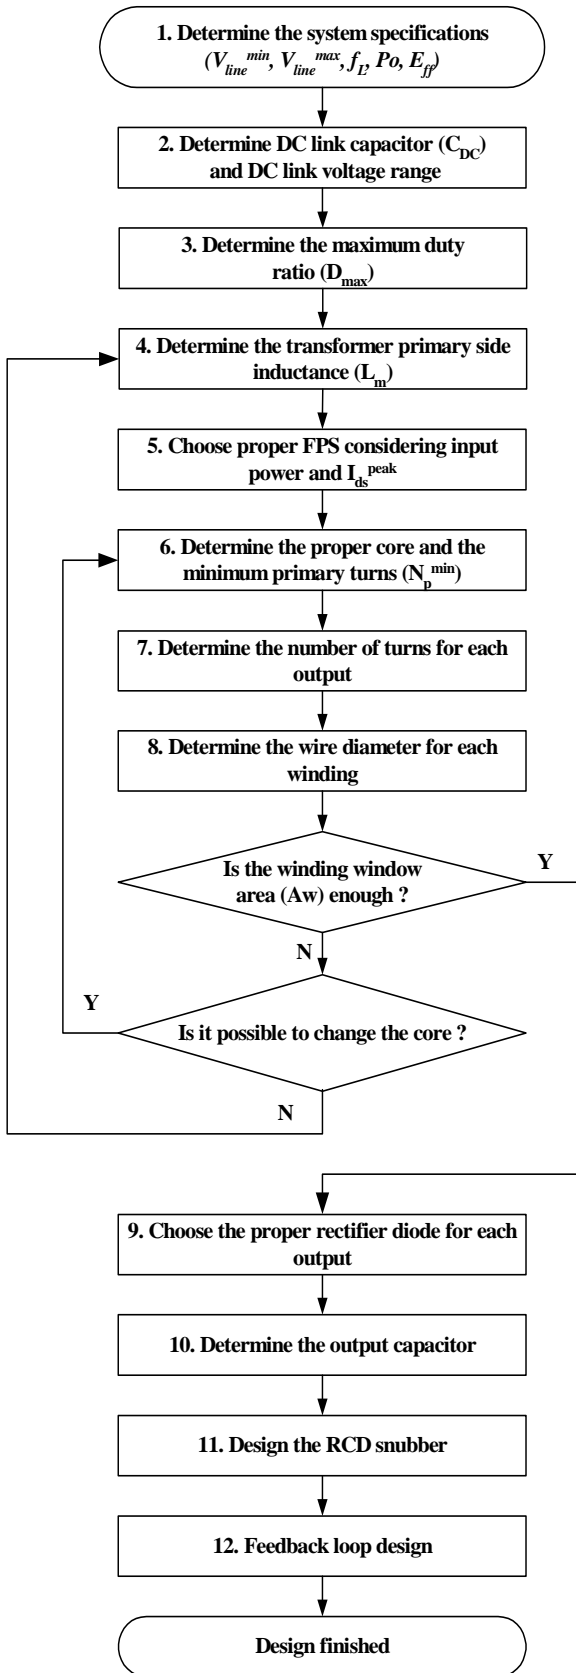 1. Determine the system specifications
(V_line^min, V_line^max, f_L, Po, E_ff)
2. Determine DC link capacitor (C_DC)
and DC link voltage range
3. Determine the maximum duty
ratio (D_max)
4. Determine the transformer primary side
inductance (L_m)
5. Choose proper FPS considering input
power and I_ds^peak
6. Determine the proper core and the
minimum primary turns (N_p^min)
7. Determine the number of turns for each
output
8. Determine the wire diameter for each
winding
Is the winding window
area (Aw) enough ?
Y
N
Y
Is it possible to change the core ?
N
9. Choose the proper rectifier diode for each
output
10. Determine the output capacitor
11. Design the RCD snubber
12. Feedback loop design
Design finished